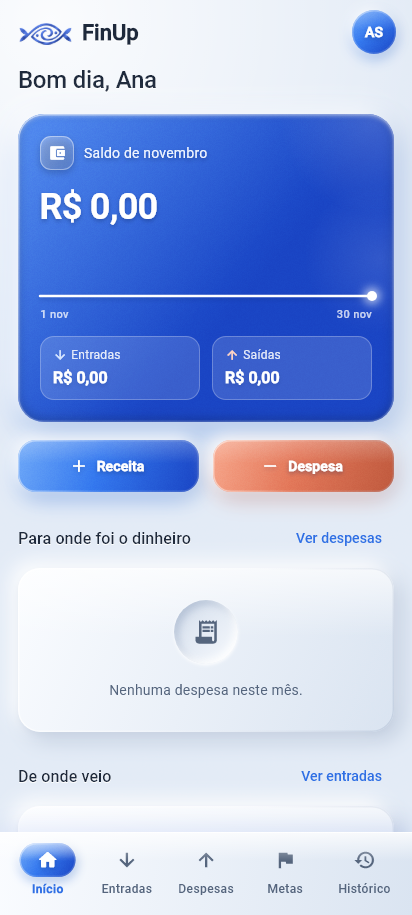 FinUp
AS
Bom dia, Ana
Saldo de novembro
R$ 0,00
1 nov
30 nov
Entradas
R$ 0,00
Saídas
R$ 0,00
Receita
Despesa
Para onde foi o dinheiro
Ver despesas
Nenhuma despesa neste mês.
De onde veio
Ver entradas
Início
Entradas
Despesas
Metas
Histórico